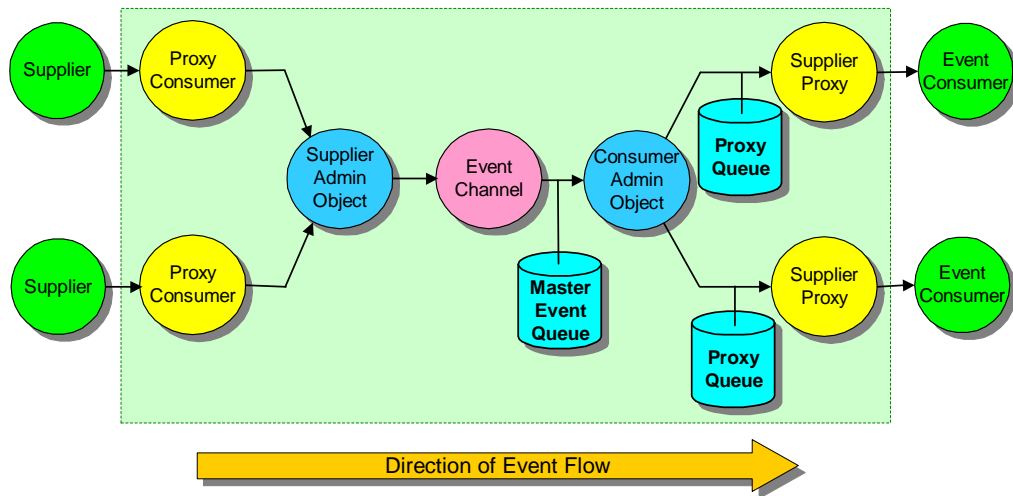 Supplier
Proxy
Consumer
Supplier
Proxy
Event
Consumer
Proxy
Queue
Supplier
Admin
Object
Event
Channel
Consumer
Admin
Object
Supplier
Proxy
Consumer
Master
Event
Queue
Supplier
Proxy
Event
Consumer
Proxy
Queue
Direction of Event Flow